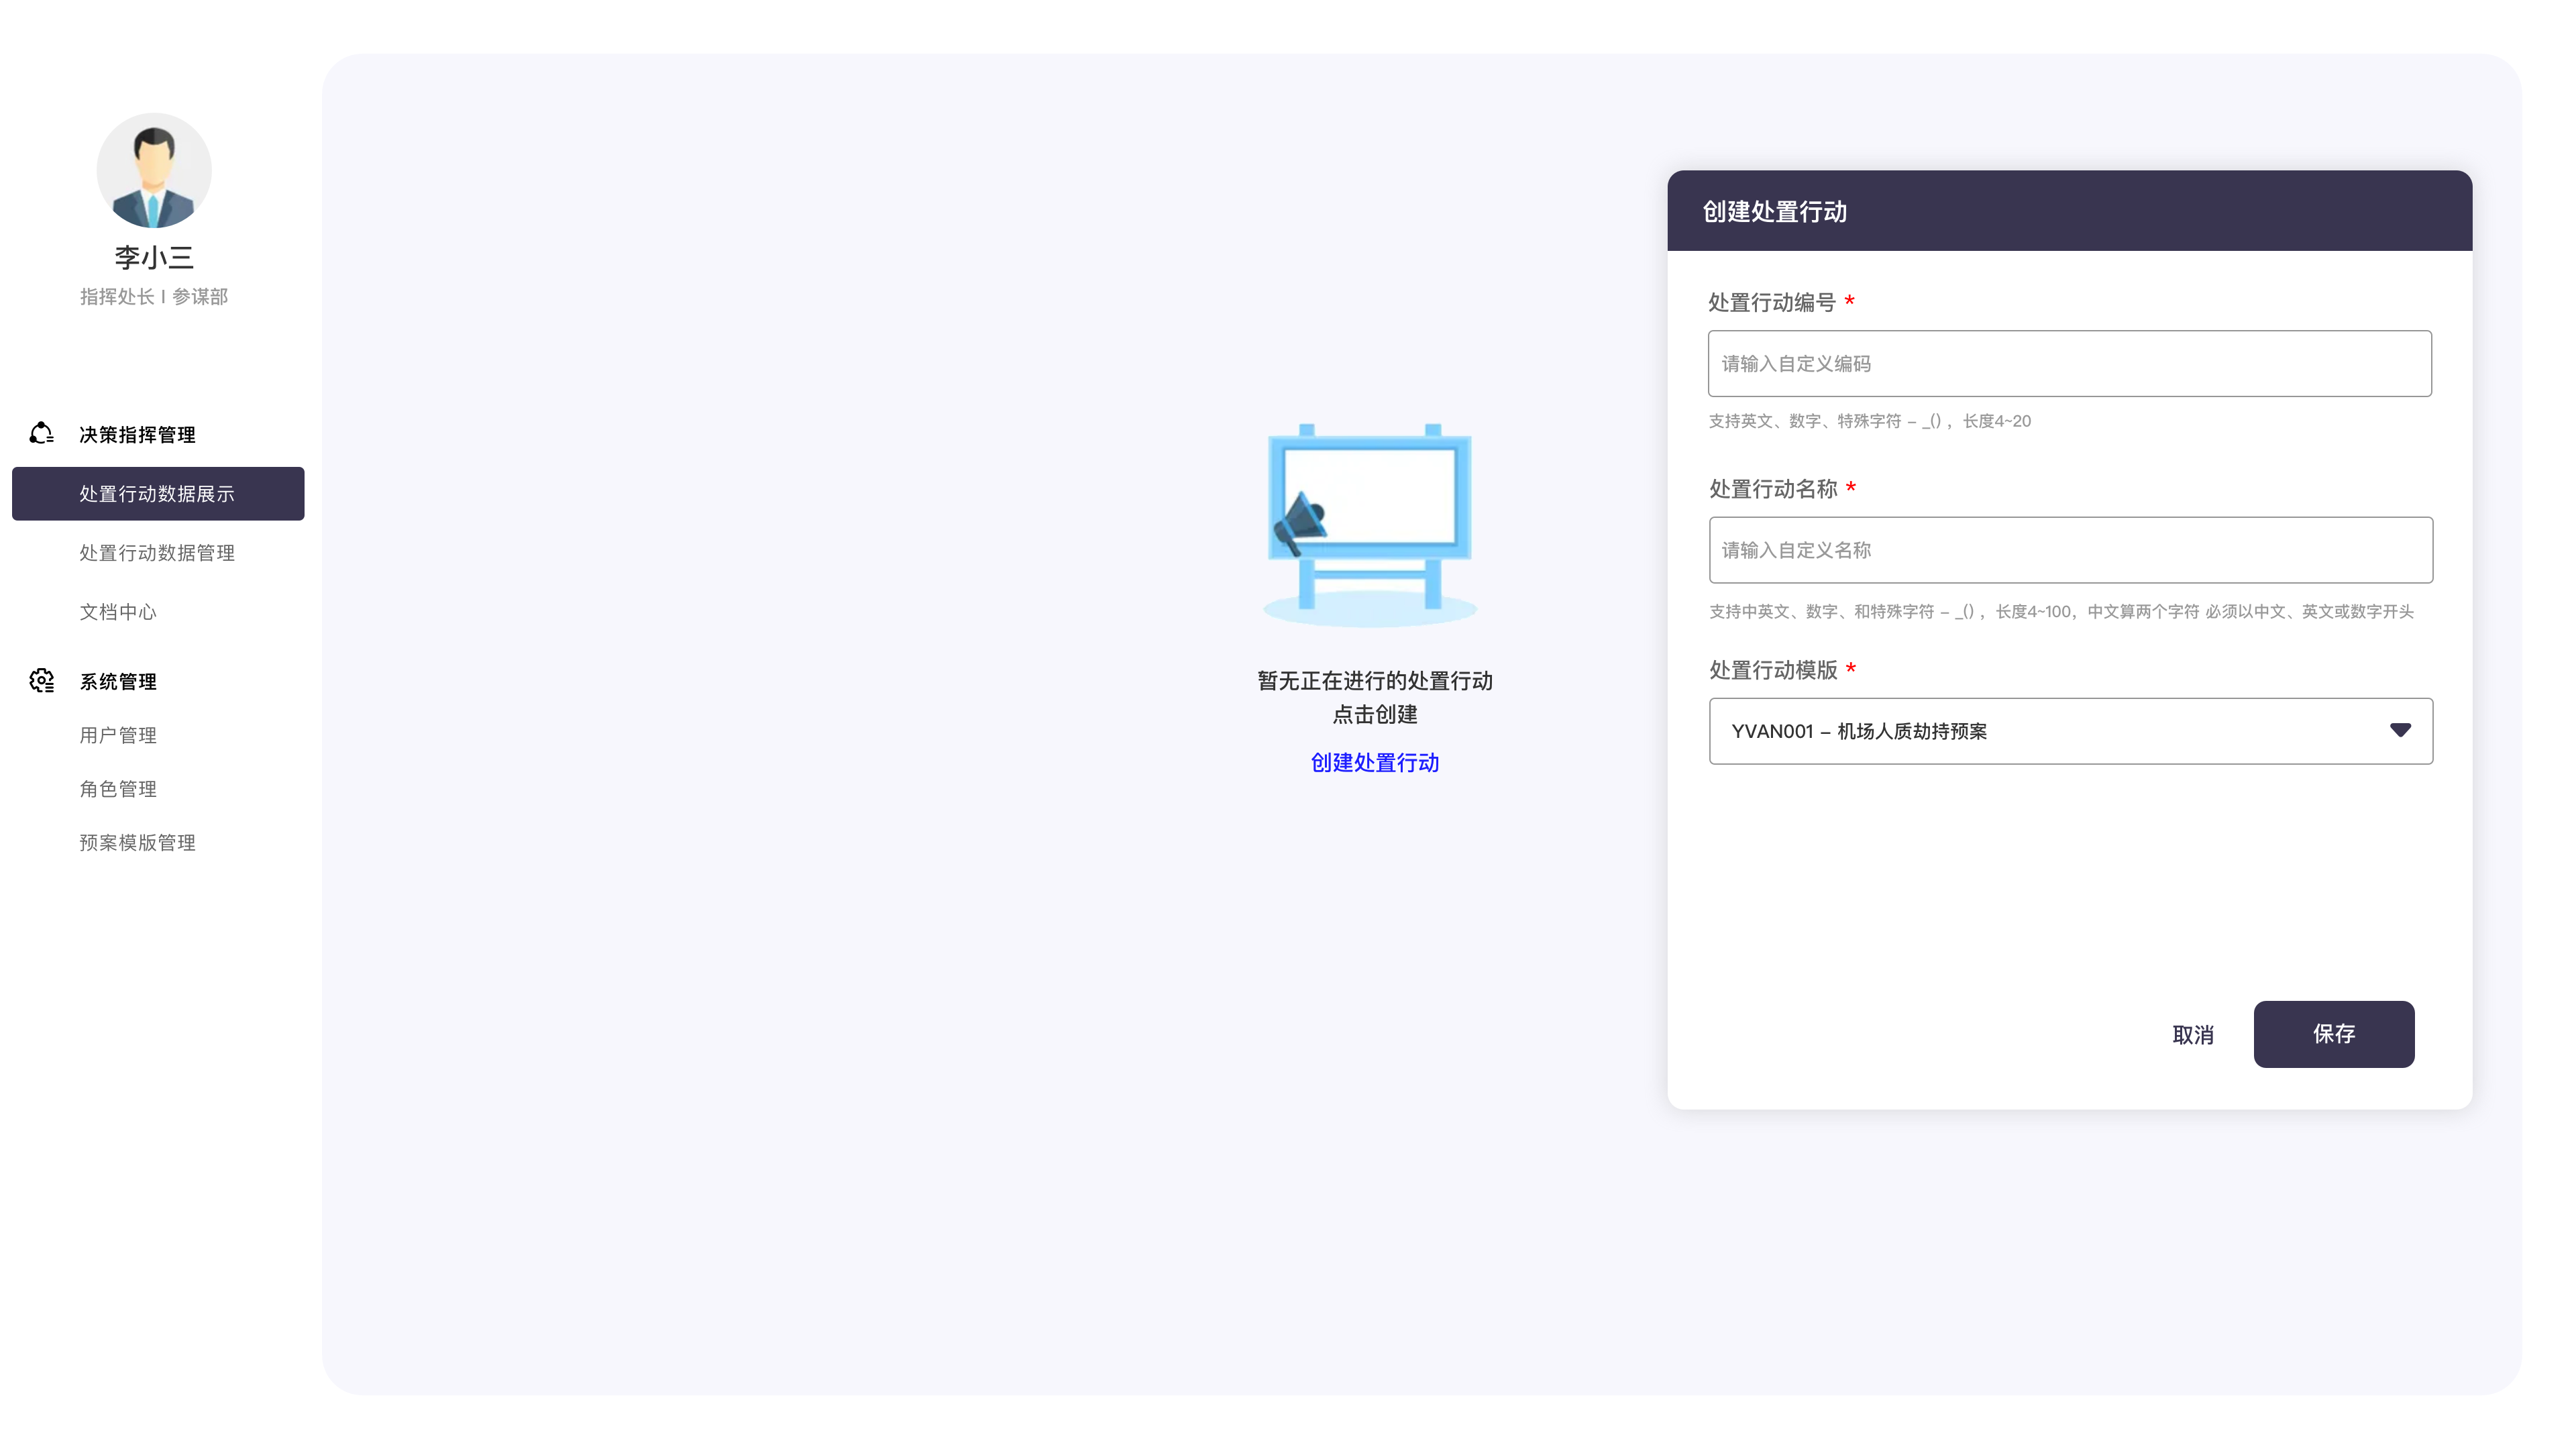 李小三
指挥处长 | 参谋部
决策指挥管理
处置行动数据展示
处置行动数据管理
文档中心
系统管理
用户管理
角色管理
预案模版管理
暂无正在进行的处置行动
点击创建
创建处置行动
创建处置行动
处置行动编号 *
请输入自定义编码
支持英文、数字、特殊字符 – _() ，长度4~20
处置行动名称 *
请输入自定义名称
支持中英文、数字、和特殊字符 – _() ，长度4~100，中文算两个字符 必须以中文、英文或数字开头
处置行动模版 *
YVAN001 – 机场人质劫持预案
取消
保存